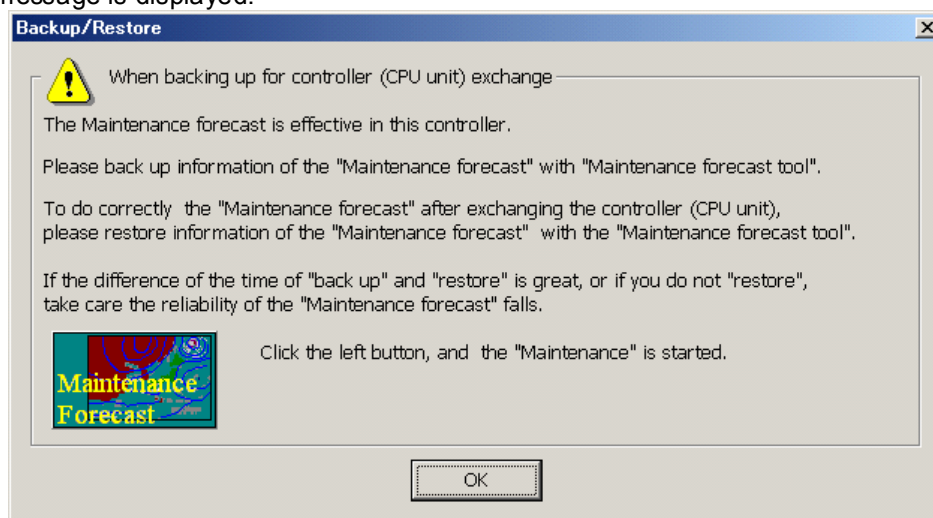 message is displayed.
Backup/Restore
When backing up for controller (CPU unit) exchange
The Maintenance forecast is effective in this controller.
Please back up information of the "Maintenance forecast" with "Maintenance forecast tool".
To do correctly the "Maintenance forecast" after exchanging the controller (CPU unit),
please restore information of the "Maintenance forecast" with the "Maintenance forecast tool".
If the difference of the time of "back up" and "restore" is great, or if you do not "restore",
take care the reliability of the "Maintenance forecast" falls.
Click the left button, and the "Maintenance" is started.
Maintenance
Forecast
OK